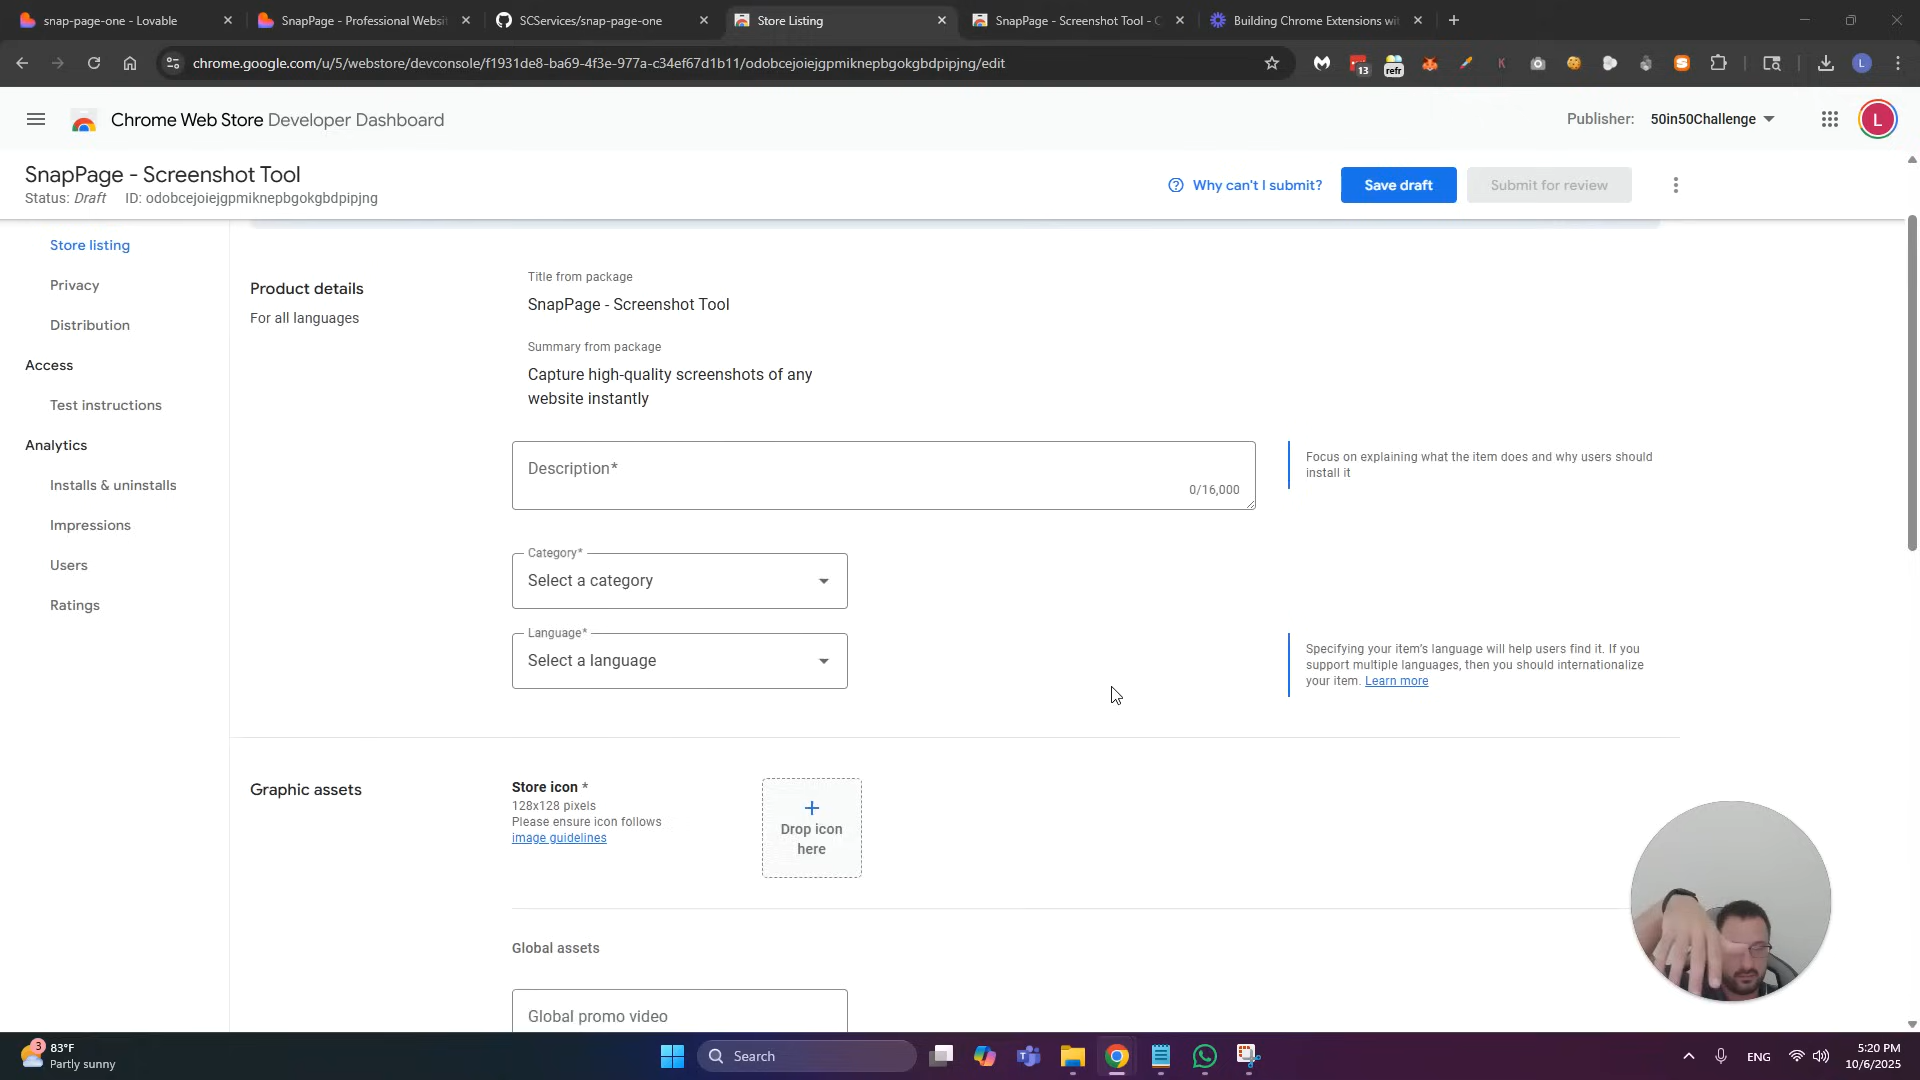 snap-page-one - Lovable
SnapPage - Professional Websi
SCServices/snap-page-one
Store Listing
SnapPage - Screenshot Tool - C
Building Chrome Extensions wi
chrome.google.com/u/5/webstore/devconsole/f1931de8-ba69-4f3e-977a-c34ef67d1b11/odobcejoiejgpmiknepbgokgbdpipjng/edit
13
refr
K
S
L
Chrome Web Store Developer Dashboard
Publisher: 50in50Challenge
L
SnapPage - Screenshot Tool
Status: Draft ID: odobcejoiejgpmiknepbgokgbdpipjng
Why can't I submit?
Save draft
Submit for review
Store listing
Privacy
Distribution
Access
Test instructions
Analytics
Installs & uninstalls
Impressions
Users
Ratings
Product details
For all languages
Title from package
SnapPage - Screenshot Tool
Summary from package
Capture high-quality screenshots of any
website instantly
Description*
0/16,000
Focus on explaining what the item does and why users should
install it
Category*
Select a category
Language*
Select a language
Specifying your item's language will help users find it. If you
support multiple languages, then you should internationalize
your item. Learn more
Graphic assets
Store icon *
128x128 pixels
Please ensure icon follows
image guidelines
Drop icon
here
Global assets
Global promo video
3
83°F
Partly sunny
Search
ENG
5:20 PM
10/6/2025